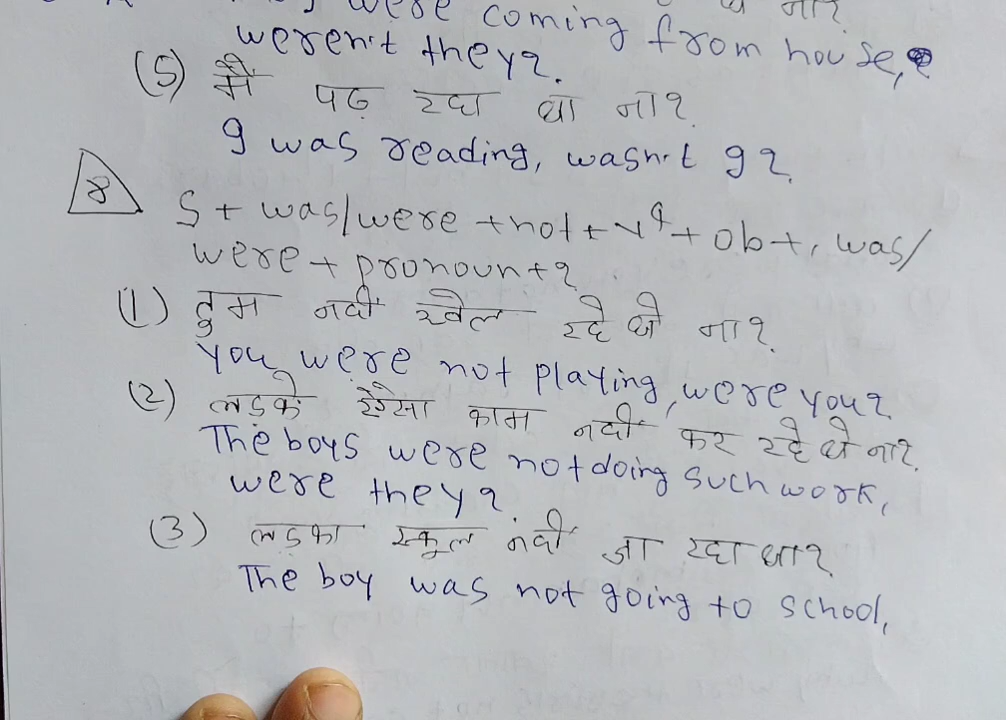 were coming from house,
weren't they?
(5) मैं पढ़ रहा था ना?
I was reading, wasn't I?
8 S + was/were + not + v⁴ + ob +, was/
were + pronoun + ?
(1) तुम नहीं खेल रहे थे ना?
You were not playing, were you?
(2) लड़के ऐसा काम नहीं कर रहे थे ना?
The boys were not doing such work,
were they?
(3) लड़का स्कूल नहीं जा रहा था?
The boy was not going to school,